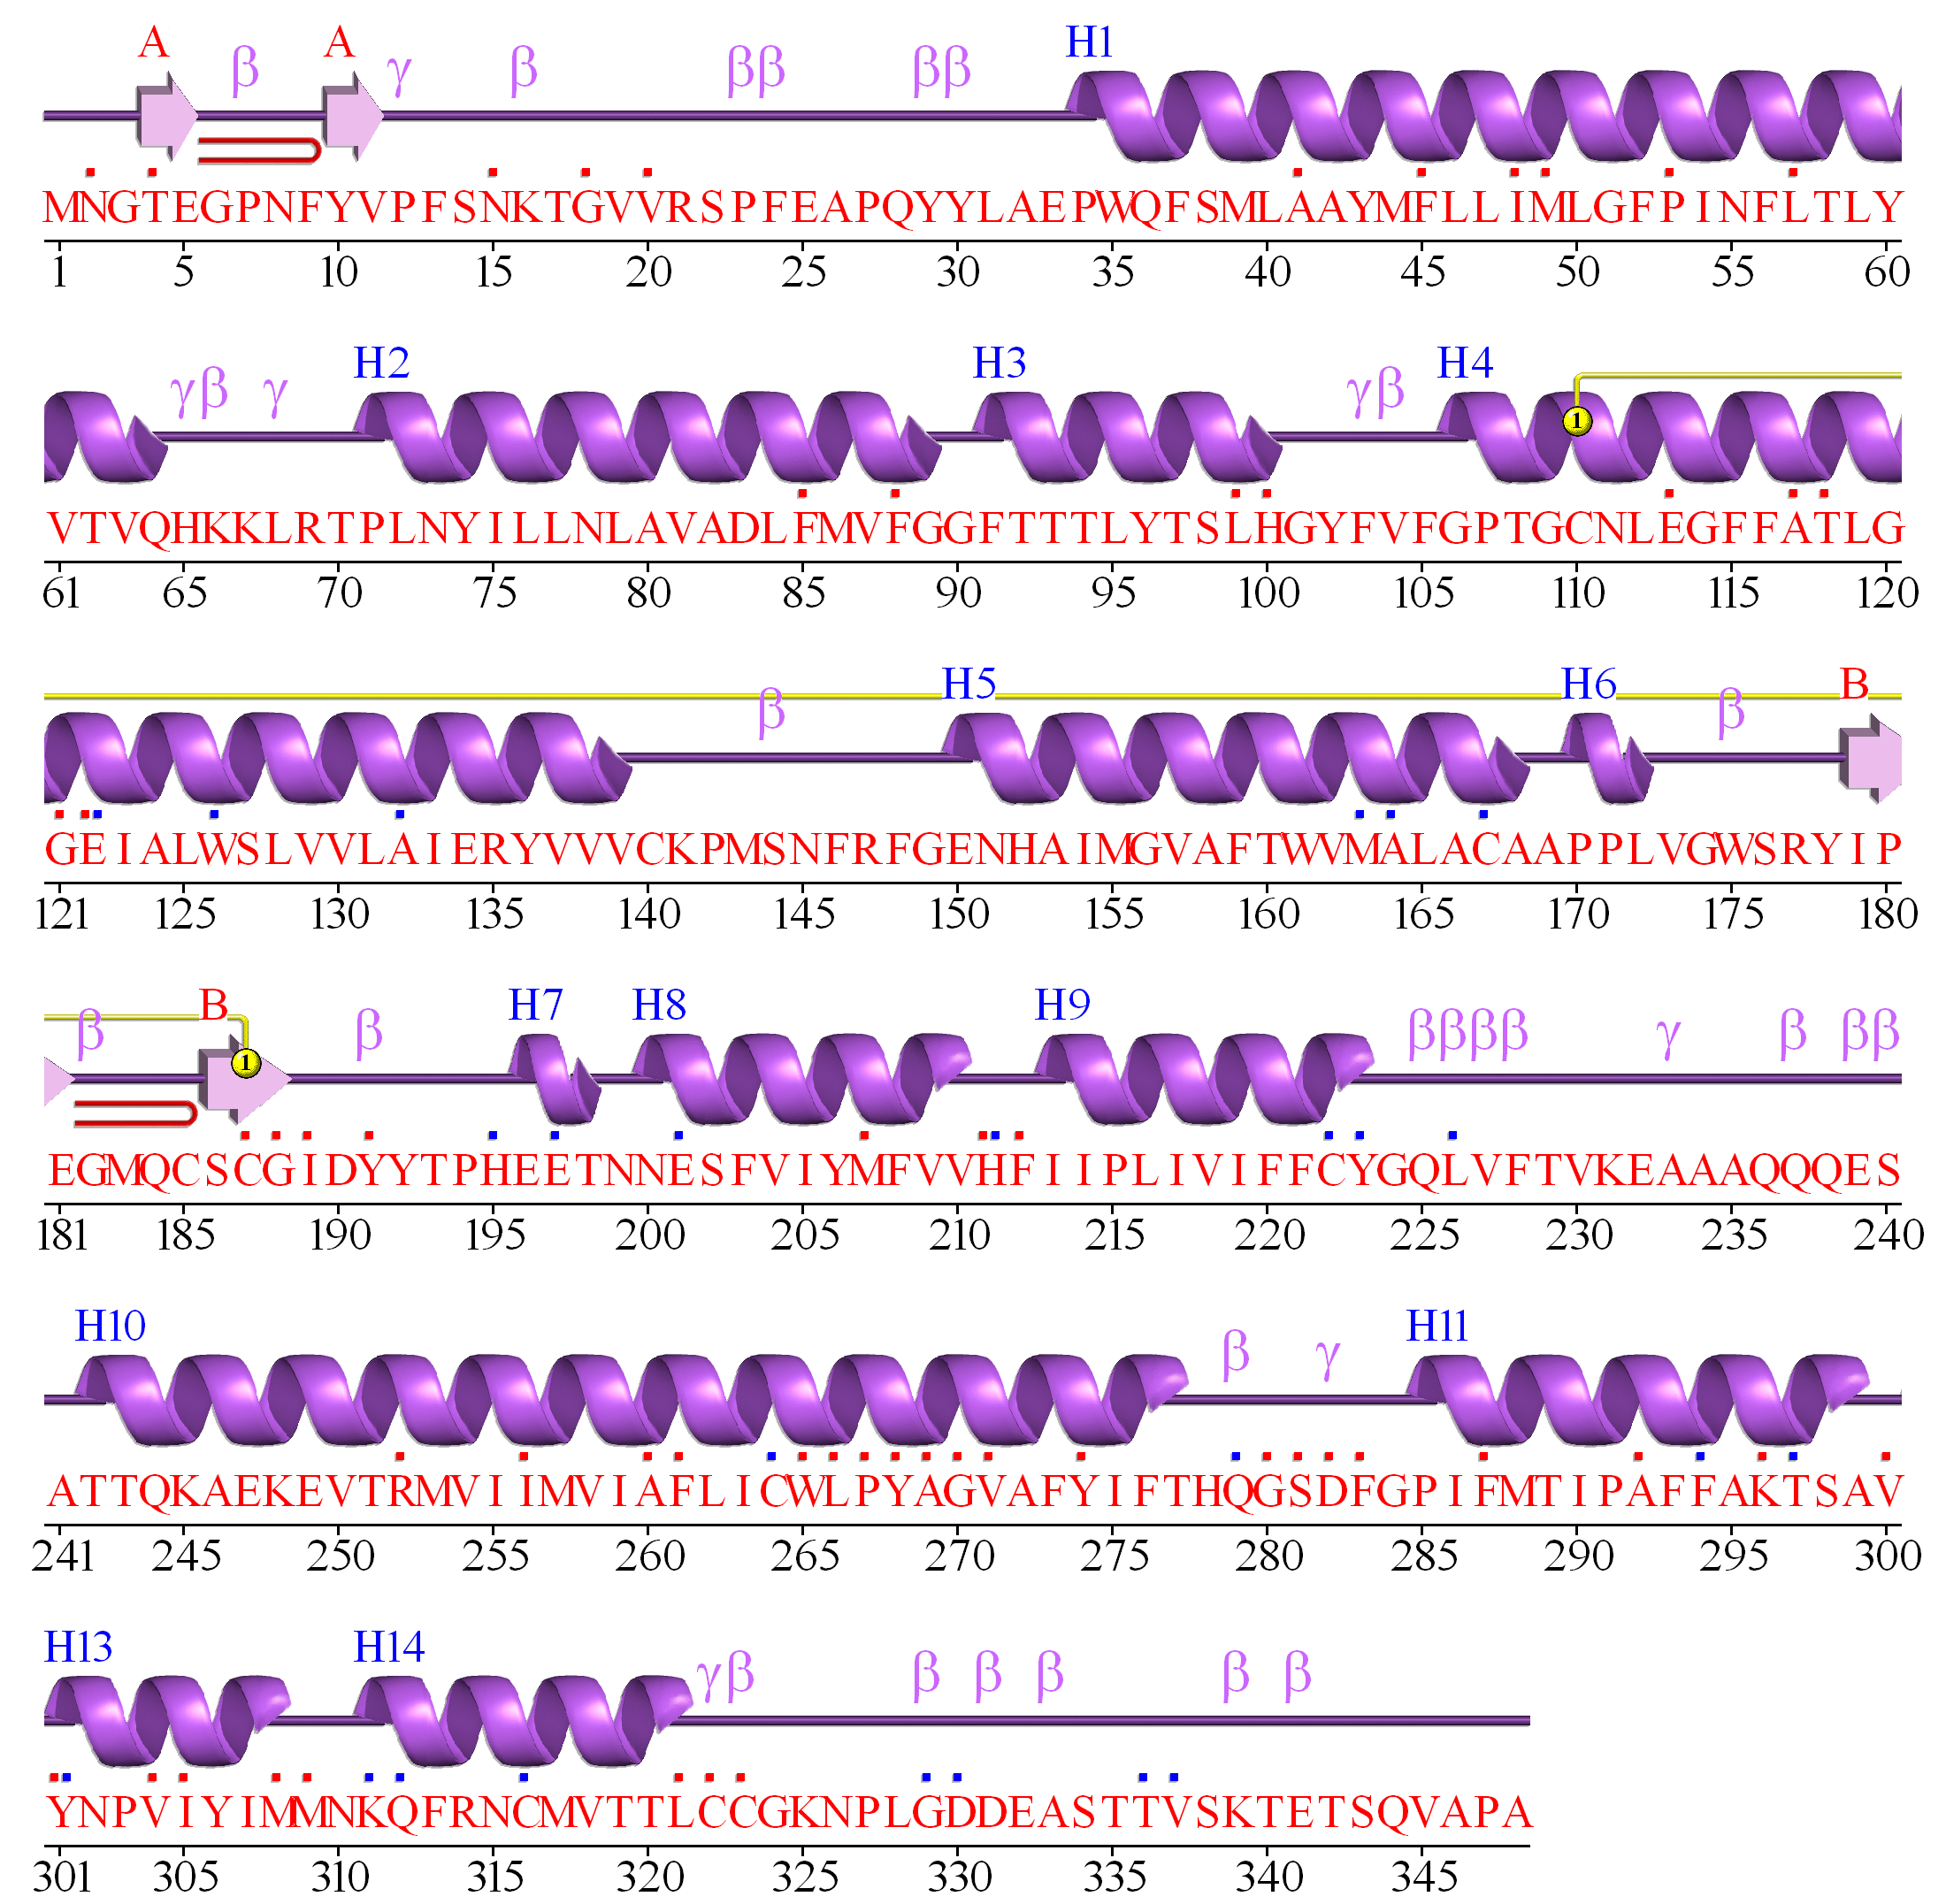 A β A γ β ββ ββ H1
MNGTEGPNFYVPFSNKTGVVRSPFEAPQYYLAEPWQFSMLAAYMFLLIMLGFPINFLTLY
1 5 10 15 20 25 30 35 40 45 50 55 60
γβ γ H2 H3 γβ H4
1
VTVQHKKLRTPLNYILLNLAVADLFMVFGGFTTTLYTSLHGYFVFGPTGCNLEGFFATLG
61 65 70 75 80 85 90 95 100 105 110 115 120
β H5 H6 β B
GEIALWSLVVLAIERYVVVCKPMSNFRFGENHAIMGVAFTWVMALACAAPPLVGWSRYIP
121 125 130 135 140 145 150 155 160 165 170 175 180
β B β H7 H8 H9 ββββ γ β ββ
1
EGMQCSCGIDYYTPHEETNNESFVIYMFVVHFIIPLIVIFFCYGQLVFTVKEAAAQQQES
181 185 190 195 200 205 210 215 220 225 230 235 240
H10 β γ H11
ATTQKAEKEVTRMVIIMVIAFLICWLPYAGVAFYIFTHQGSDFGPIFMTIPAFFAKTSAV
241 245 250 255 260 265 270 275 280 285 290 295 300
H13 H14 γβ β β β β β
YNPVIYIMMNKQFRNCMVTTLCCGKNPLGDDEASTTVSKTETSQVAPA
301 305 310 315 320 325 330 335 340 345